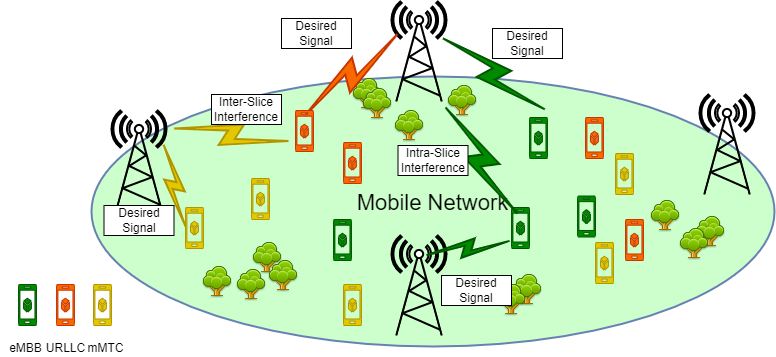 Desired
Signal
Desired
Signal
Inter-Slice
Interference
Intra-Slice
Interference
Mobile Network
Desired
Signal
Desired
Signal
eMBB URLLC mMTC